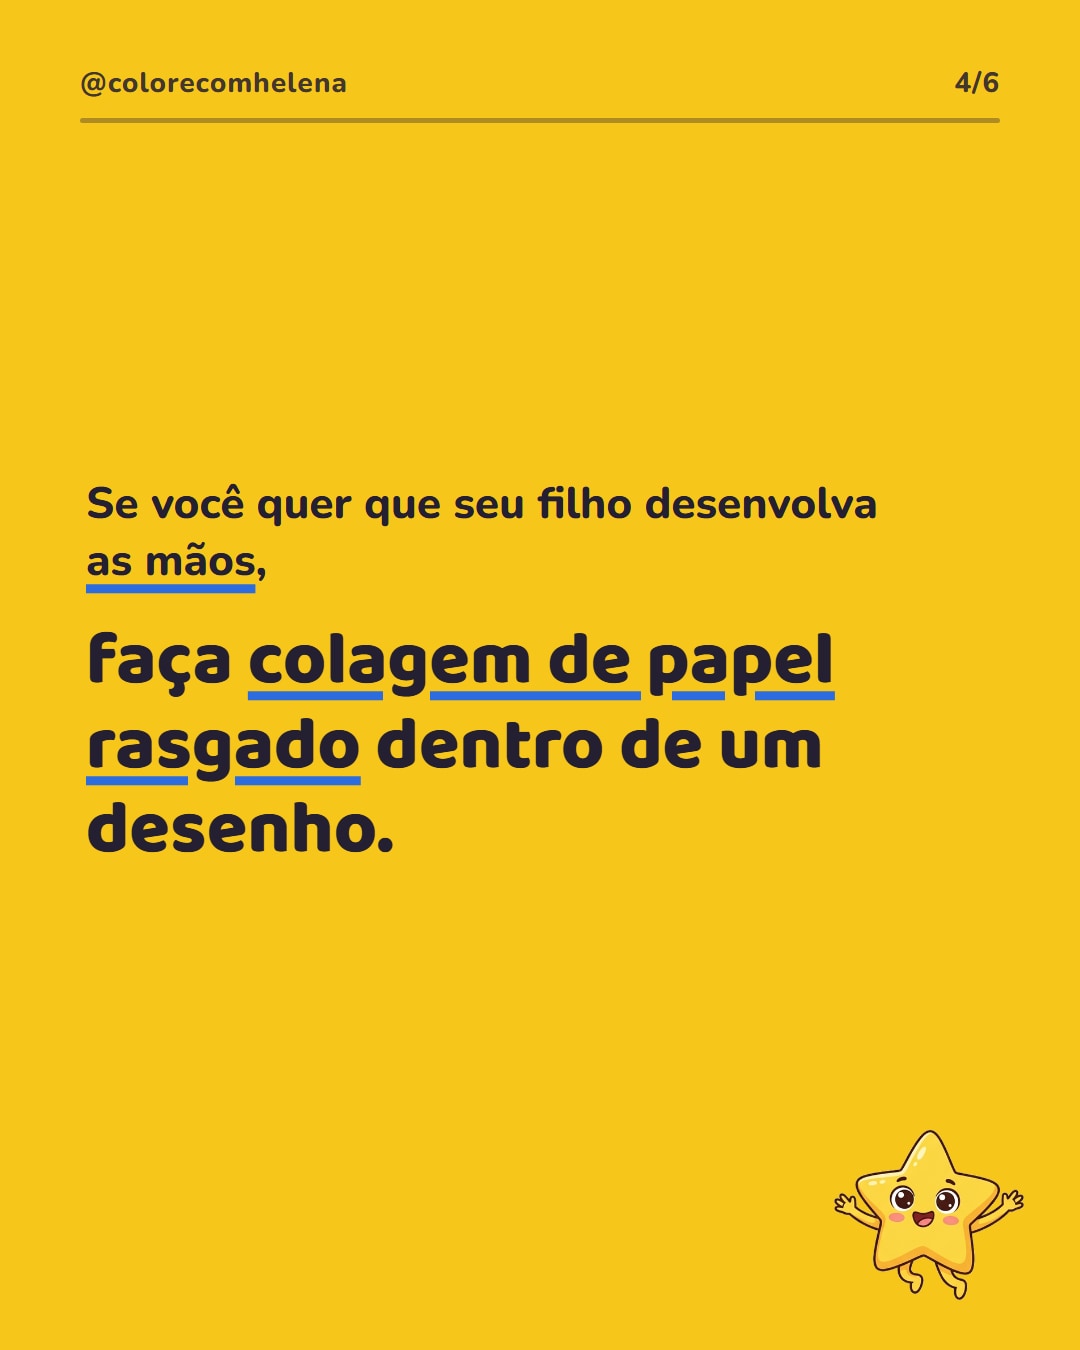 @colorecomhelena
4/6
Se você quer que seu filho desenvolva
as mãos,
faça colagem de papel
rasgado dentro de um
desenho.